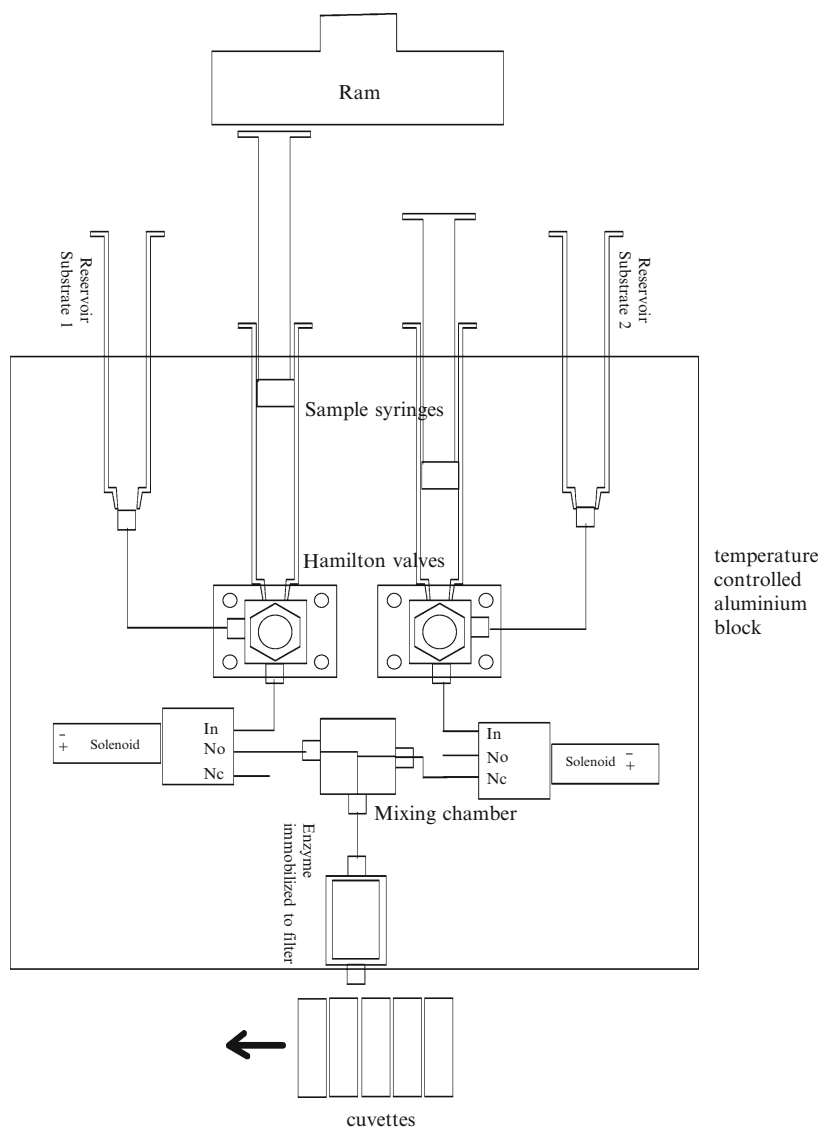 Ram
Reservoir
Substrate 1
Reservoir
Substrate 2
Sample syringes
Hamilton valves
temperature
controlled
aluminium
block
In
No
Nc
−
+
Solenoid
In
No
Nc
Solenoid
−
+
Mixing chamber
Enzyme
immobilized to filter
cuvettes